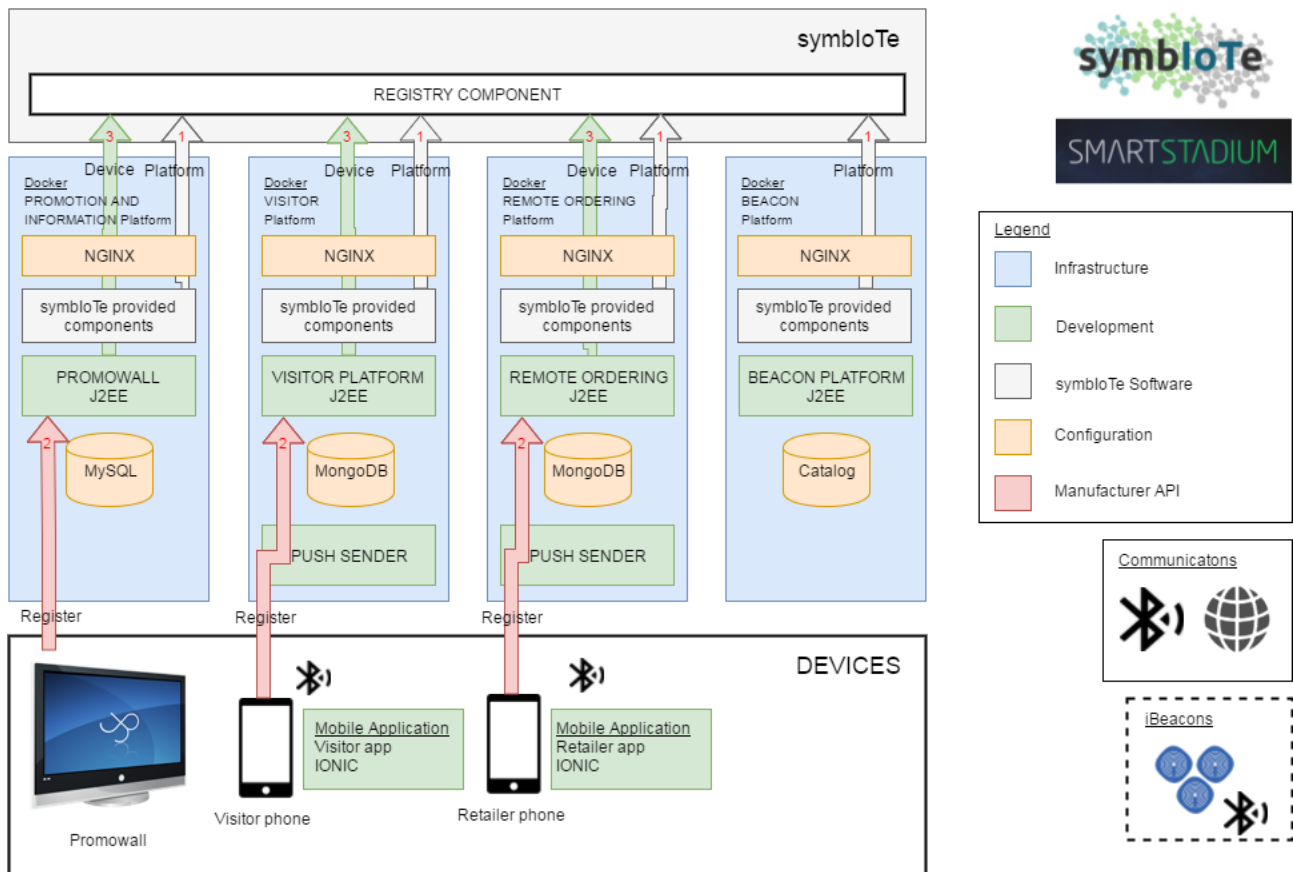 symbIoTe
REGISTRY COMPONENT
3
1
3
1
3
1
1
Device
Platform
Device
Platform
Device
Platform
Platform
Docker
PROMOTION AND
INFORMATION Platform
NGINX
symbIoTe provided
components
PROMOWALL
J2EE
2
MySQL
Register
Docker
VISITOR
Platform
NGINX
symbIoTe provided
components
VISITOR PLATFORM
J2EE
2
MongoDB
PUSH SENDER
Register
Docker
REMOTE ORDERING
Platform
NGINX
symbIoTe provided
components
REMOTE ORDERING
J2EE
2
MongoDB
PUSH SENDER
Register
Docker
BEACON
Platform
NGINX
symbIoTe provided
components
BEACON PLATFORM
J2EE
Catalog
DEVICES
Promowall
Visitor phone
Mobile Application
Visitor app
IONIC
Retailer phone
Mobile Application
Retailer app
IONIC
symbIoTe
SMARTSTADIUM
Legend
Infrastructure
Development
symbIoTe Software
Configuration
Manufacturer API
Communicatons
iBeacons